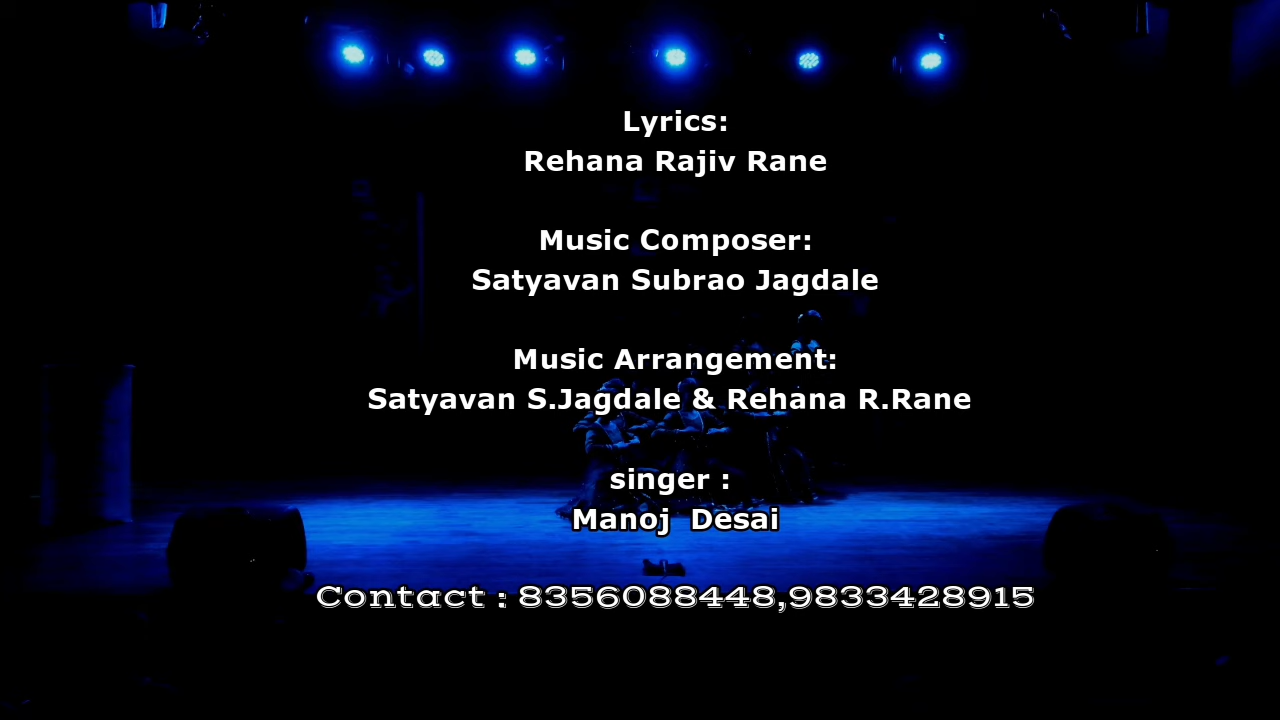 Lyrics:
Rehana Rajiv Rane
Music Composer:
Satyavan Subrao Jagdale
Music Arrangement:
Satyavan S.Jagdale & Rehana R.Rane
singer :
Manoj Desai
Contact : 8356088448,9833428915